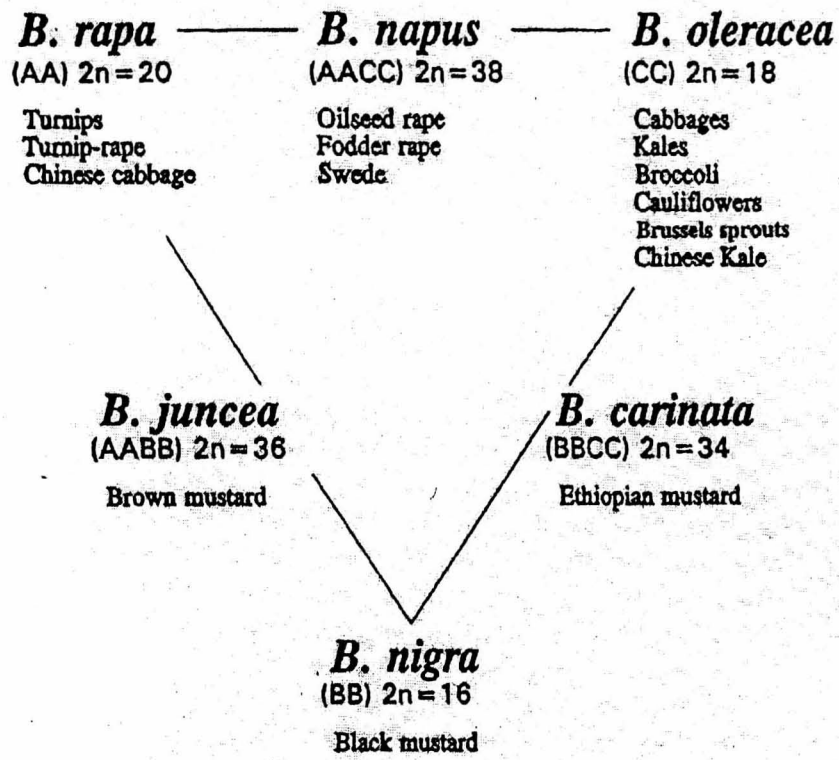 B. rapa
(AA) 2n=20
Turnips
Turnip-rape
Chinese cabbage
B. napus
(AACC) 2n=38
Oilseed rape
Fodder rape
Swede
B. oleracea
(CC) 2n=18
Cabbages
Kales
Broccoli
Cauliflowers
Brussels sprouts
Chinese Kale
B. juncea
(AABB) 2n=36
Brown mustard
B. carinata
(BBCC) 2n=34
Ethiopian mustard
B. nigra
(BB) 2n=16
Black mustard